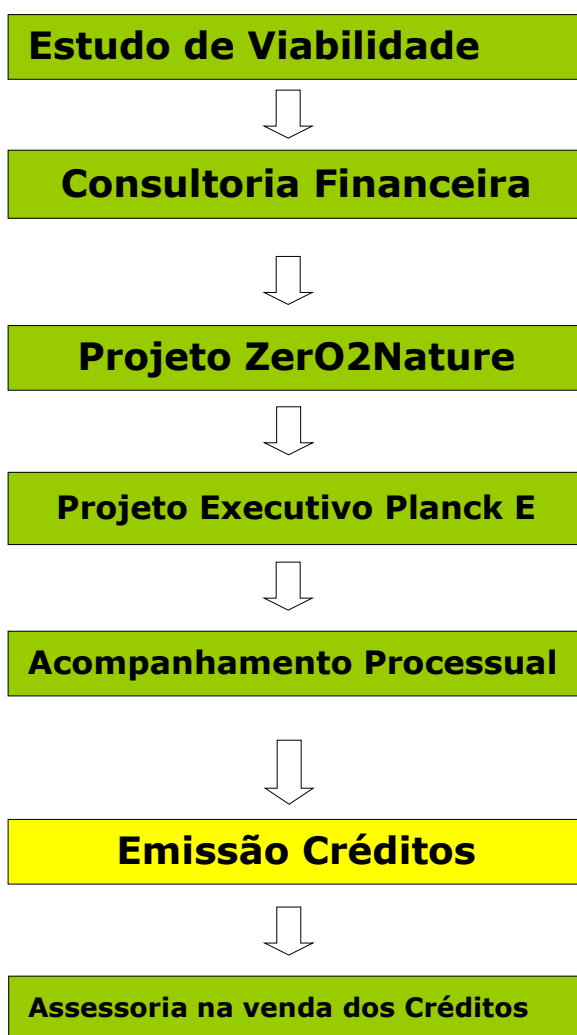 Estudo de Viabilidade
Consultoria Financeira
Projeto ZerO2Nature
Projeto Executivo Planck E
Acompanhamento Processual
Emissão Créditos
Assessoria na venda dos Créditos